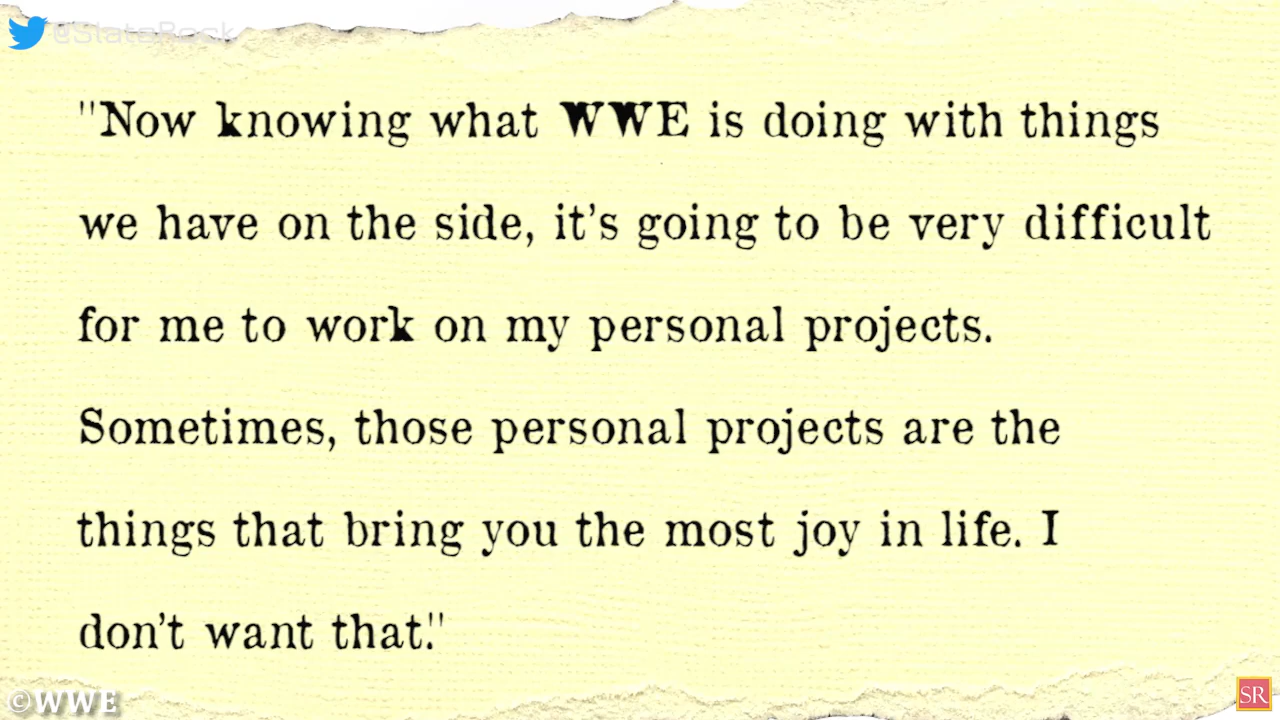 @SlateRock
"Now knowing what WWE is doing with things
we have on the side, it's going to be very difficult
for me to work on my personal projects.
Sometimes, those personal projects are the
things that bring you the most joy in life. I
don't want that."
©WWE
SR